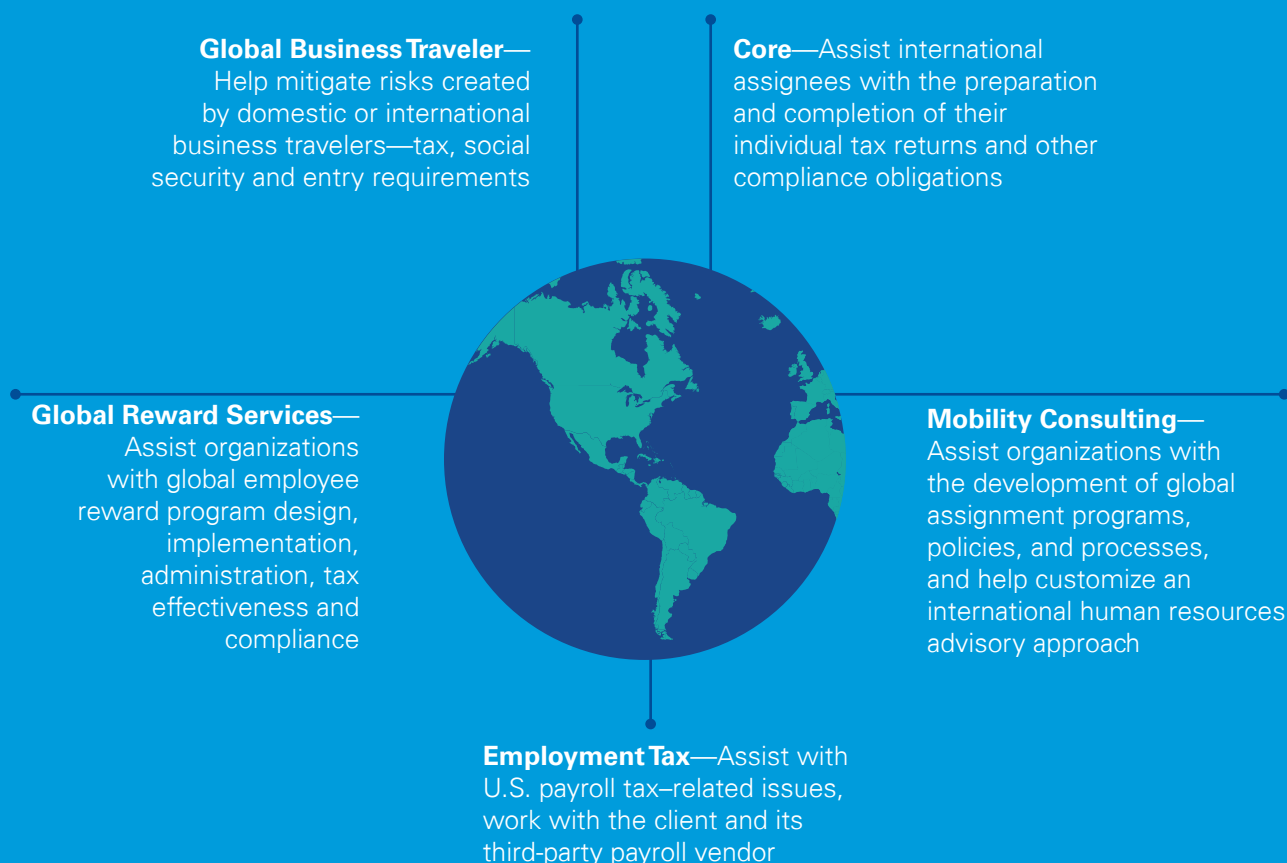 Global Business Traveler—
Help mitigate risks created
by domestic or international
business travelers—tax, social
security and entry requirements
Core—Assist international
assignees with the preparation
and completion of their
individual tax returns and other
compliance obligations
Global Reward Services—
Assist organizations
with global employee
reward program design,
implementation,
administration, tax
effectiveness and
compliance
Mobility Consulting—
Assist organizations with
the development of global
assignment programs,
policies, and processes,
and help customize an
international human resources
advisory approach
Employment Tax—Assist with
U.S. payroll tax–related issues,
work with the client and its
third-party payroll vendor